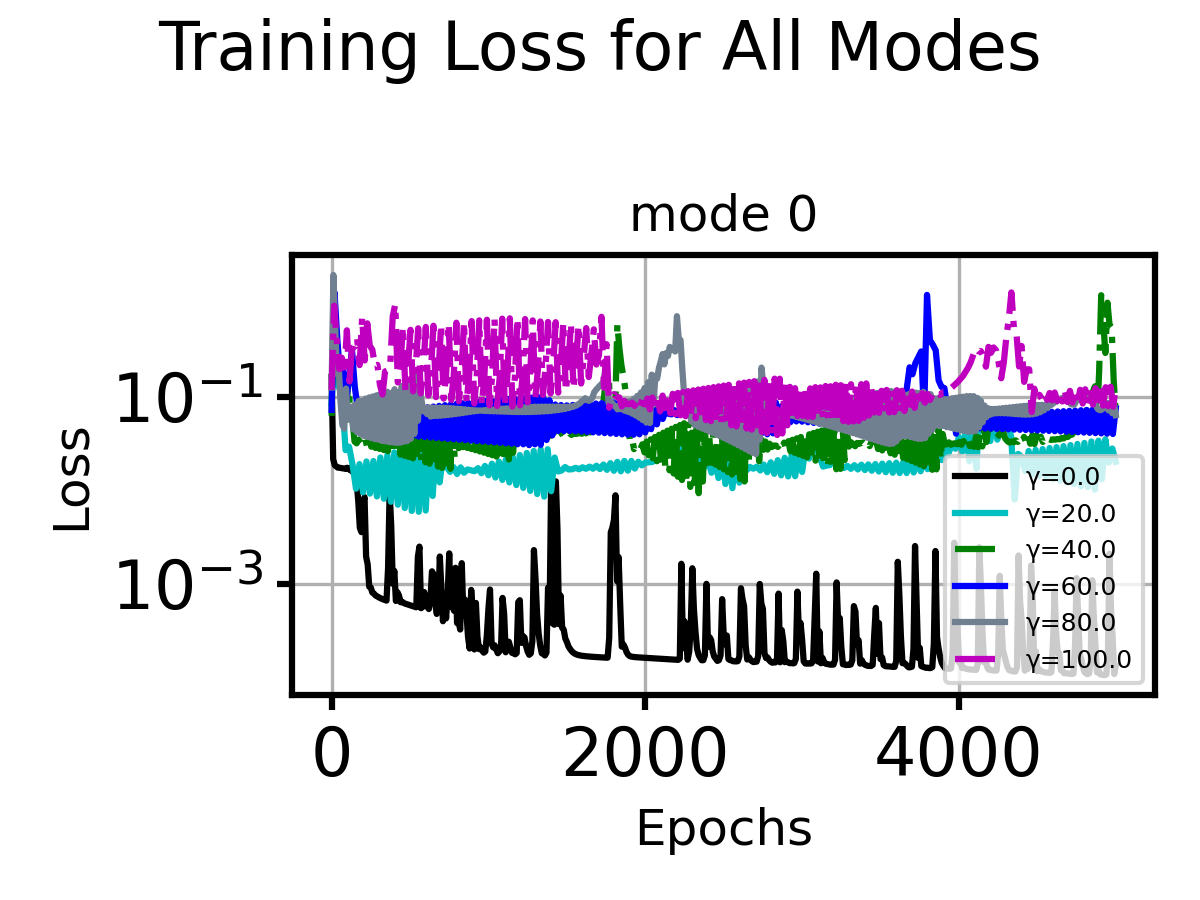 Training Loss for All Modes
mode 0
Loss
10⁻¹
10⁻³
γ=0.0
γ=20.0
γ=40.0
γ=60.0
γ=80.0
γ=100.0
0 2000 4000
Epochs